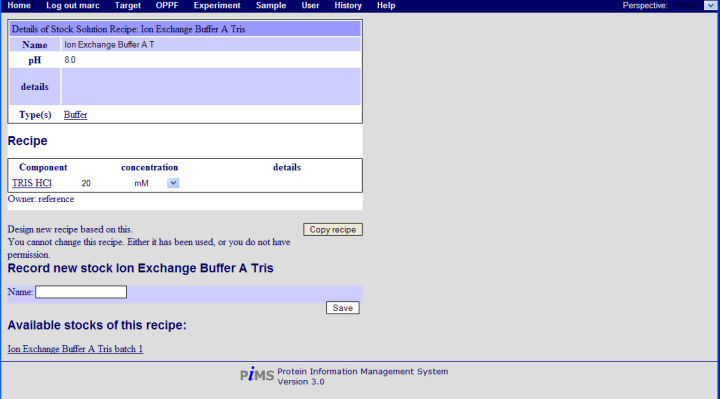 Home Log out marc Target OPPF Experiment Sample User History Help Perspective:
Details of Stock Solution Recipe: Ion Exchange Buffer A Tris
Name Ion Exchange Buffer A T
pH 8.0
details
Type(s) Buffer
Recipe
Component concentration details
TRIS HCl 20 mM
Owner: reference
Design new recipe based on this. Copy recipe
You cannot change this recipe. Either it has been used, or you do not have
permission.
Record new stock Ion Exchange Buffer A Tris
Name:
Save
Available stocks of this recipe:
Ion Exchange Buffer A Tris batch 1
PiMS Protein Information Management System
Version 3.0